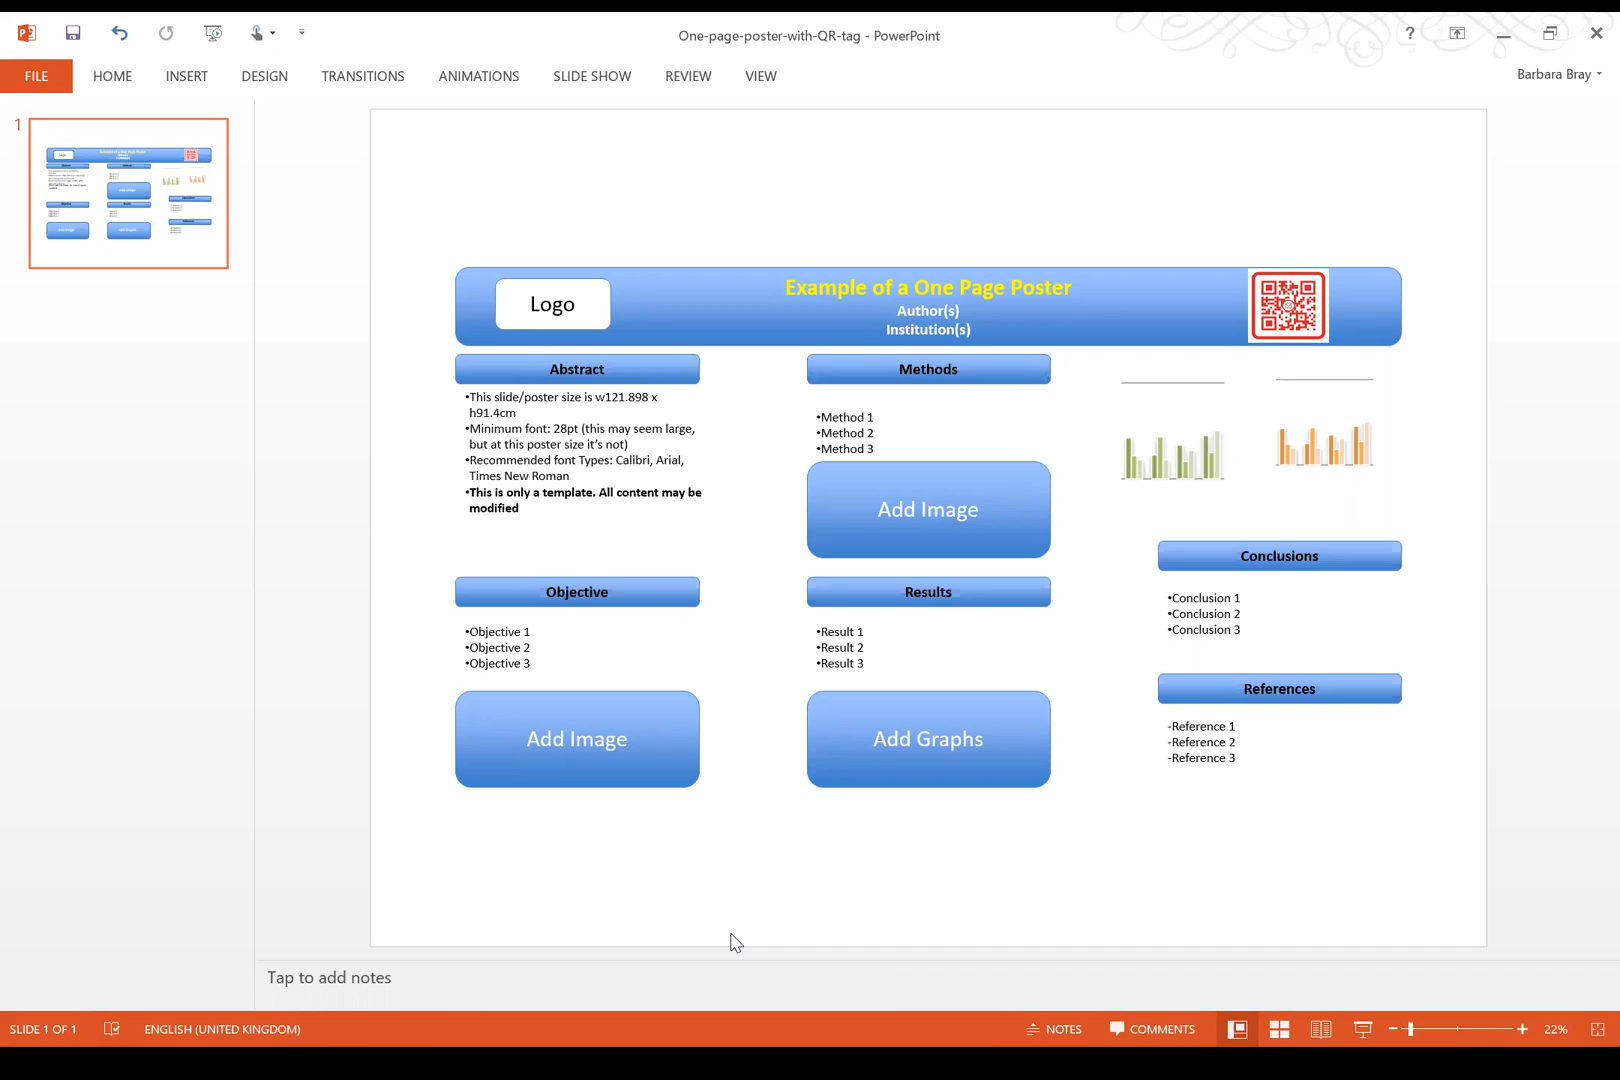 One-page-poster-with-QR-tag - PowerPoint
?
FILE
HOME
INSERT
DESIGN
TRANSITIONS
ANIMATIONS
SLIDE SHOW
REVIEW
VIEW
Barbara Bray
1
Logo
Example of a One Page Poster
Author(s)
Institution(s)
Abstract
•This slide/poster size is w121.898 x
h91.4cm
•Minimum font: 28pt (this may seem large,
but at this poster size it’s not)
•Recommended font Types: Calibri, Arial,
Times New Roman
•This is only a template. All content may be
modified
Objective
•Objective 1
•Objective 2
•Objective 3
Add Image
Methods
•Method 1
•Method 2
•Method 3
Add Image
Results
•Result 1
•Result 2
•Result 3
Add Graphs
Conclusions
•Conclusion 1
•Conclusion 2
•Conclusion 3
References
-Reference 1
-Reference 2
-Reference 3
Tap to add notes
SLIDE 1 OF 1
ENGLISH (UNITED KINGDOM)
NOTES
COMMENTS
22%